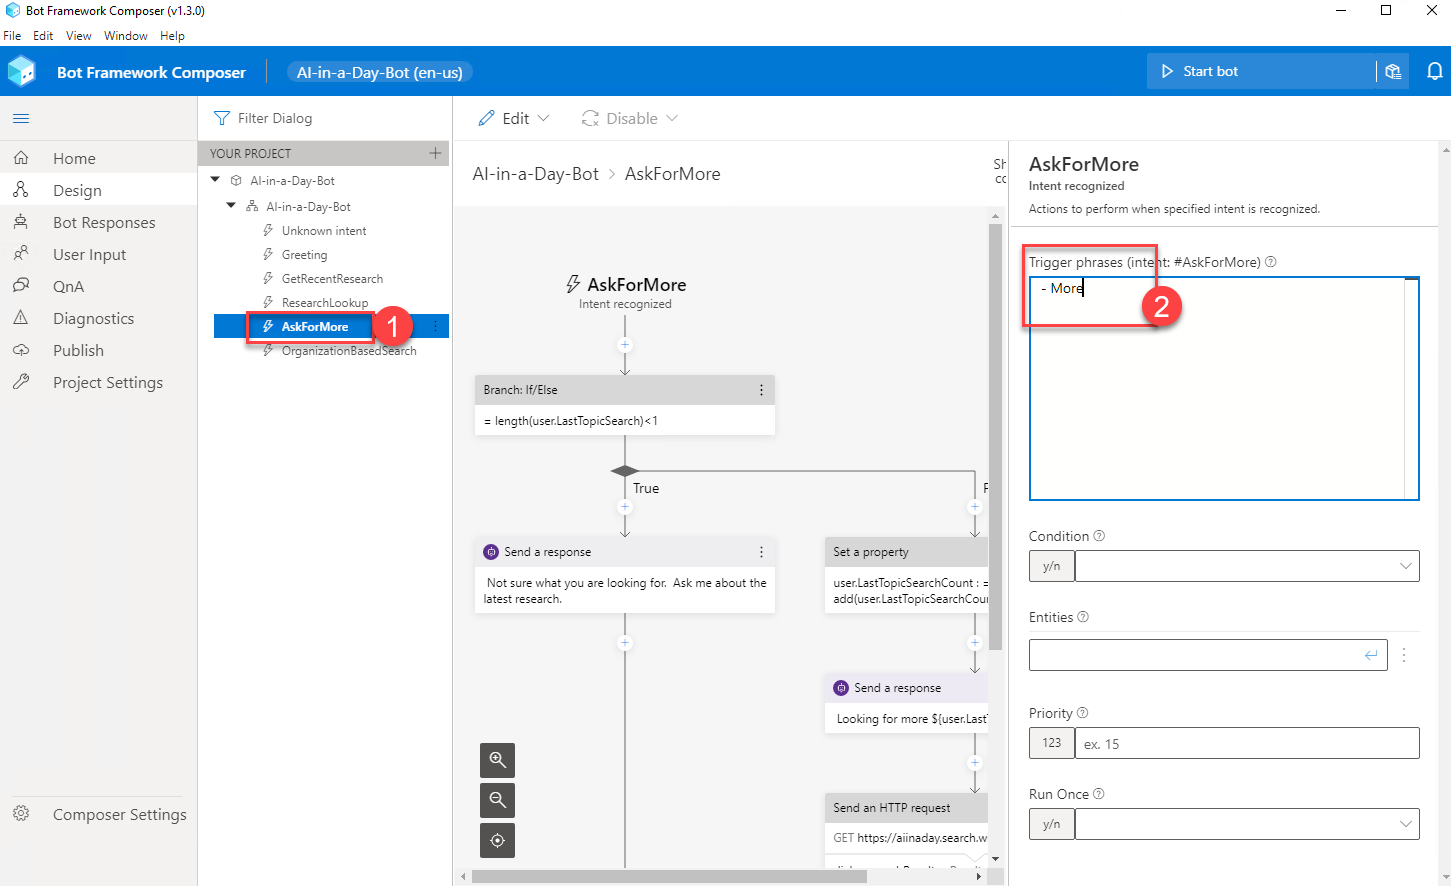 Bot Framework Composer (v1.3.0)
File Edit View Window Help
Bot Framework Composer
AI-in-a-Day-Bot (en-us)
Start bot
Home
Design
Bot Responses
User Input
QnA
Diagnostics
Publish
Project Settings
Composer Settings
Filter Dialog
YOUR PROJECT
AI-in-a-Day-Bot
AI-in-a-Day-Bot
Unknown intent
Greeting
GetRecentResearch
ResearchLookup
AskForMore
1
OrganizationBasedSearch
Edit
Disable
AI-in-a-Day-Bot > AskForMore
AskForMore
Intent recognized
Branch: If/Else
= length(user.LastTopicSearch)<1
True
Send a response
Not sure what you are looking for. Ask me about the
latest research.
Set a property
user.LastTopicSearchCount : =
add(user.LastTopicSearchCou
Send a response
Looking for more ${user.Last
Send an HTTP request
GET https://aiinaday.search.w
AskForMore
Intent recognized
Actions to perform when specified intent is recognized.
Trigger phrases (intent: #AskForMore)
- More
2
Condition
y/n
Entities
Priority
123
ex. 15
Run Once
y/n